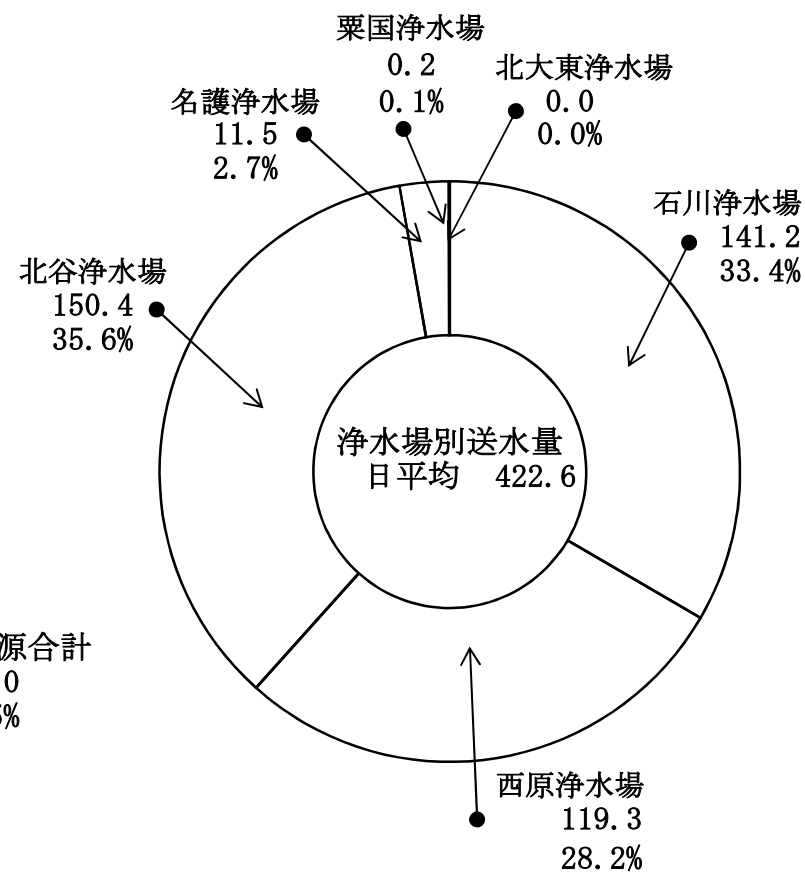 粟国浄水場
0.2
0.1%
北大東浄水場
0.0
0.0%
名護浄水場
11.5
2.7%
石川浄水場
141.2
33.4%
北谷浄水場
150.4
35.6%
浄水場別送水量
日平均　422.6
源合計
0
%
西原浄水場
119.3
28.2%